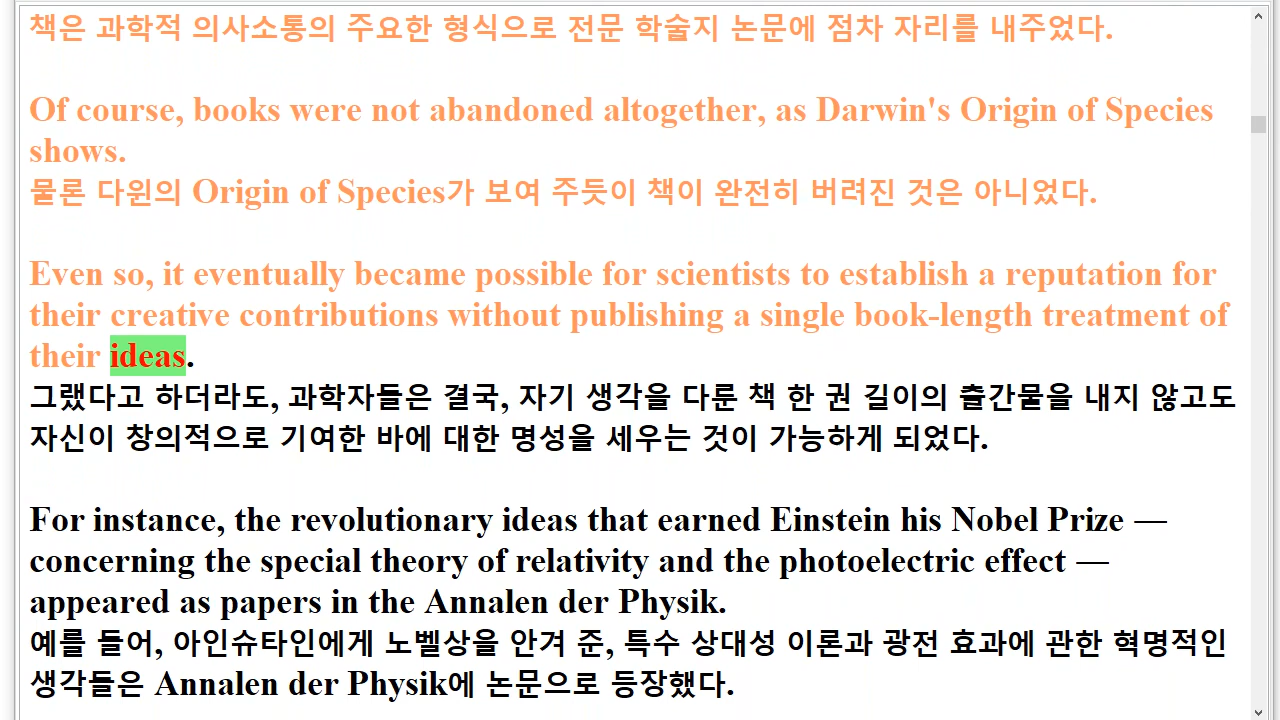 책은 과학적 의사소통의 주요한 형식으로 전문 학술지 논문에 점차 자리를 내주었다.
Of course, books were not abandoned altogether, as Darwin's Origin of Species
shows.
물론 다윈의 Origin of Species가 보여 주듯이 책이 완전히 버려진 것은 아니었다.
Even so, it eventually became possible for scientists to establish a reputation for
their creative contributions without publishing a single book-length treatment of
their ideas.
그랬다고 하더라도, 과학자들은 결국, 자기 생각을 다룬 책 한 권 길이의 출간물을 내지 않고도
자신이 창의적으로 기여한 바에 대한 명성을 세우는 것이 가능하게 되었다.
For instance, the revolutionary ideas that earned Einstein his Nobel Prize —
concerning the special theory of relativity and the photoelectric effect —
appeared as papers in the Annalen der Physik.
예를 들어, 아인슈타인에게 노벨상을 안겨 준, 특수 상대성 이론과 광전 효과에 관한 혁명적인
생각들은 Annalen der Physik에 논문으로 등장했다.